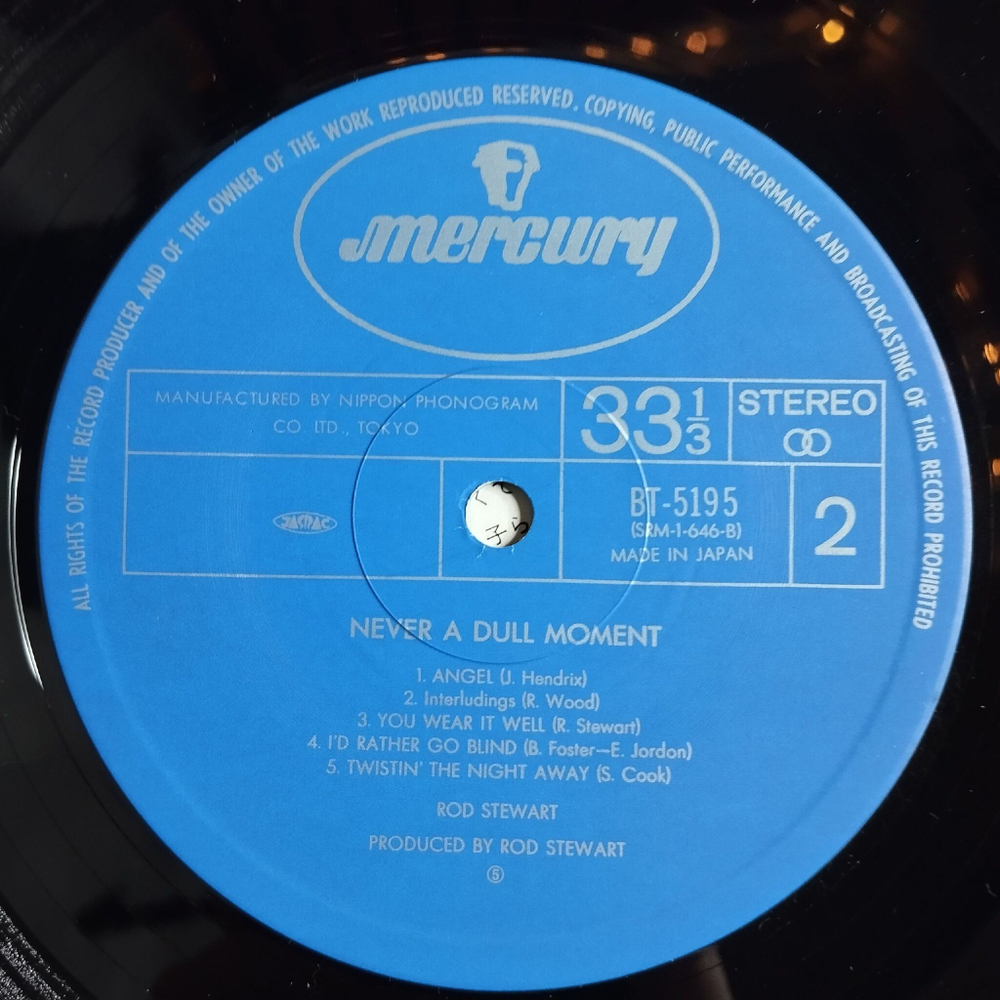 ALL RIGHTS OF THE RECORD PRODUCER AND OF THE OWNER OF THE WORK REPRODUCED RESERVED. COPYING, PUBLIC PERFORMANCE AND BROADCASTING OF THIS RECORD PROHIBITED
mercury
MANUFACTURED BY NIPPON PHONOGRAM
CO. LTD., TOKYO
33 1/3
STEREO
JASRAC
BT-5195
(SRM-1-646-B)
MADE IN JAPAN
2
NEVER A DULL MOMENT
1. ANGEL (J. Hendrix)
2. Interludings (R. Wood)
3. YOU WEAR IT WELL (R. Stewart)
4. I'D RATHER GO BLIND (B. Foster—E. Jordon)
5. TWISTIN' THE NIGHT AWAY (S. Cook)
ROD STEWART
PRODUCED BY ROD STEWART
⑤